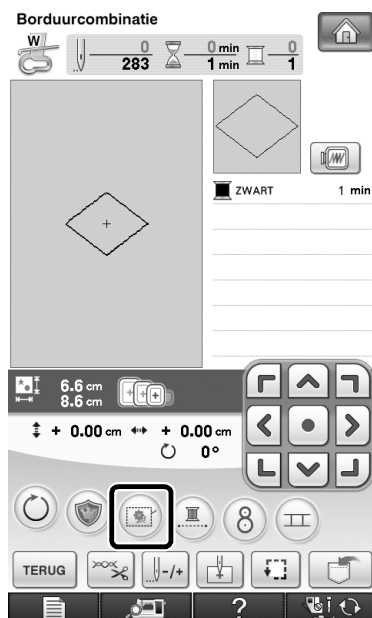 Borduurcombinatie
W
0 0 min 0
283 1 min 1
ZWART 1 min
6.6 cm
8.6 cm
+ 0.00 cm + 0.00 cm
0°
8
TERUG -/+
?